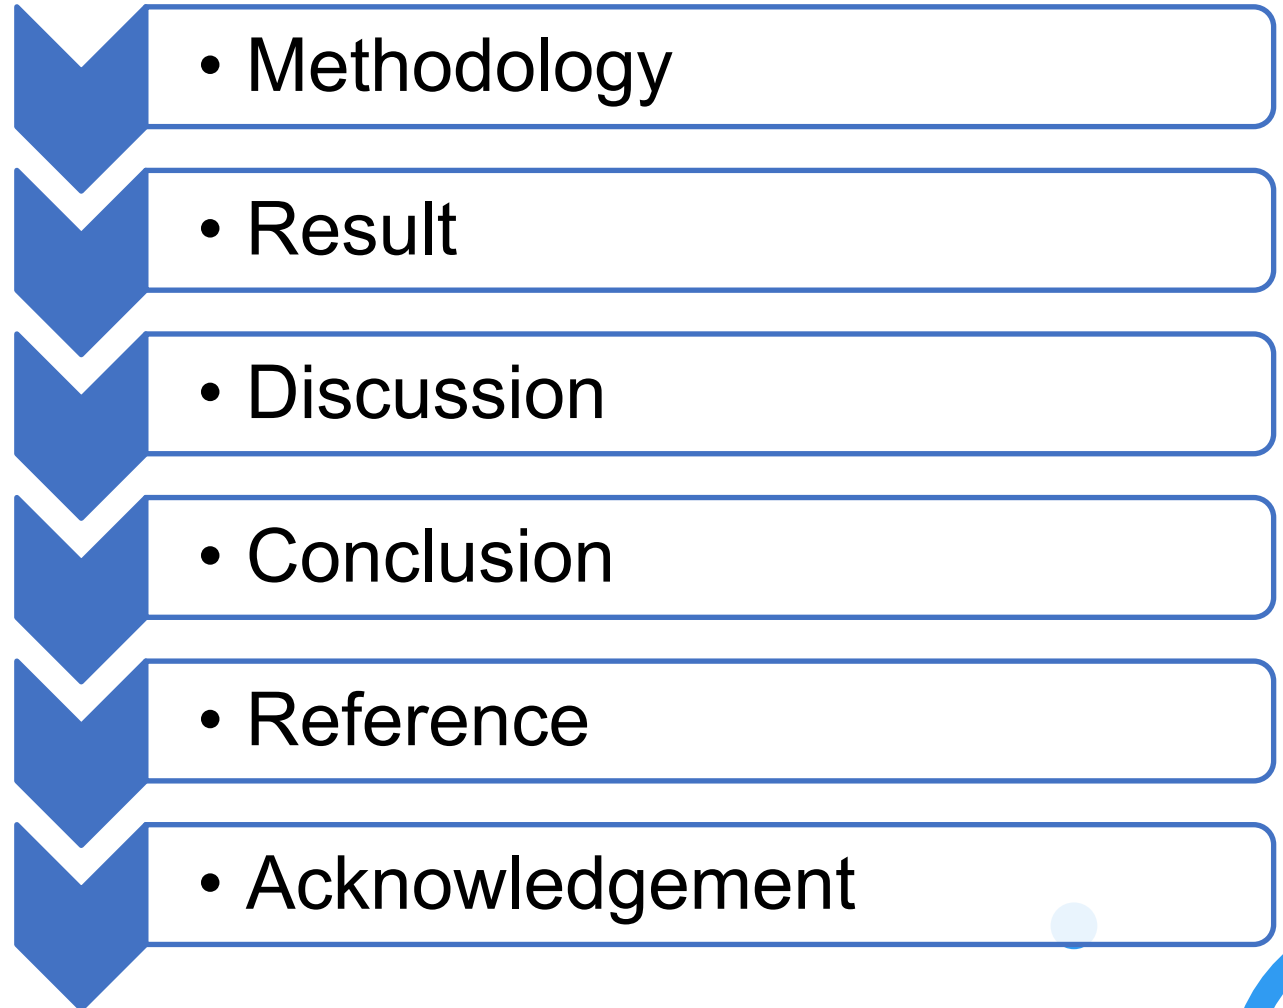 • Methodology
• Result
• Discussion
• Conclusion
• Reference
• Acknowledgement